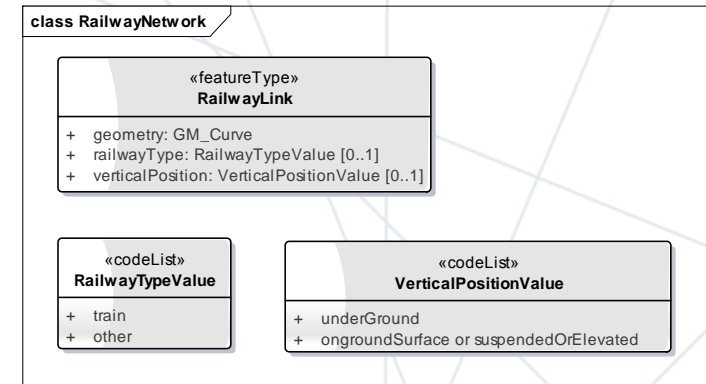 class RailwayNetwork
«featureType»
RailwayLink
+ geometry: GM_Curve
+ railwayType: RailwayTypeValue [0..1]
+ verticalPosition: VerticalPositionValue [0..1]
«codeList»
RailwayTypeValue
+ train
+ other
«codeList»
VerticalPositionValue
+ underGround
+ ongroundSurface or suspendedOrElevated